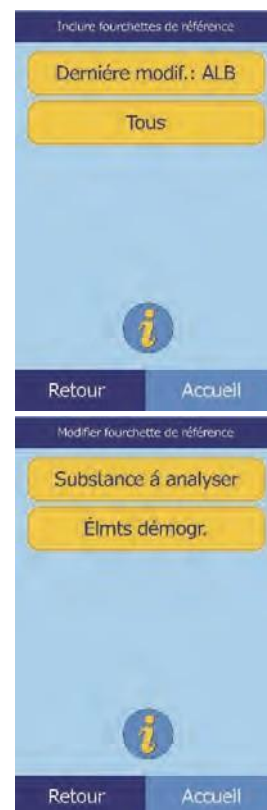 Inclure fourchettes de référence
Derniére modif.: ALB
Tous
i
Retour Accueil
Modifier fourchette de référence
Substance á analyser
Élmts démogr.
i
Retour Accueil